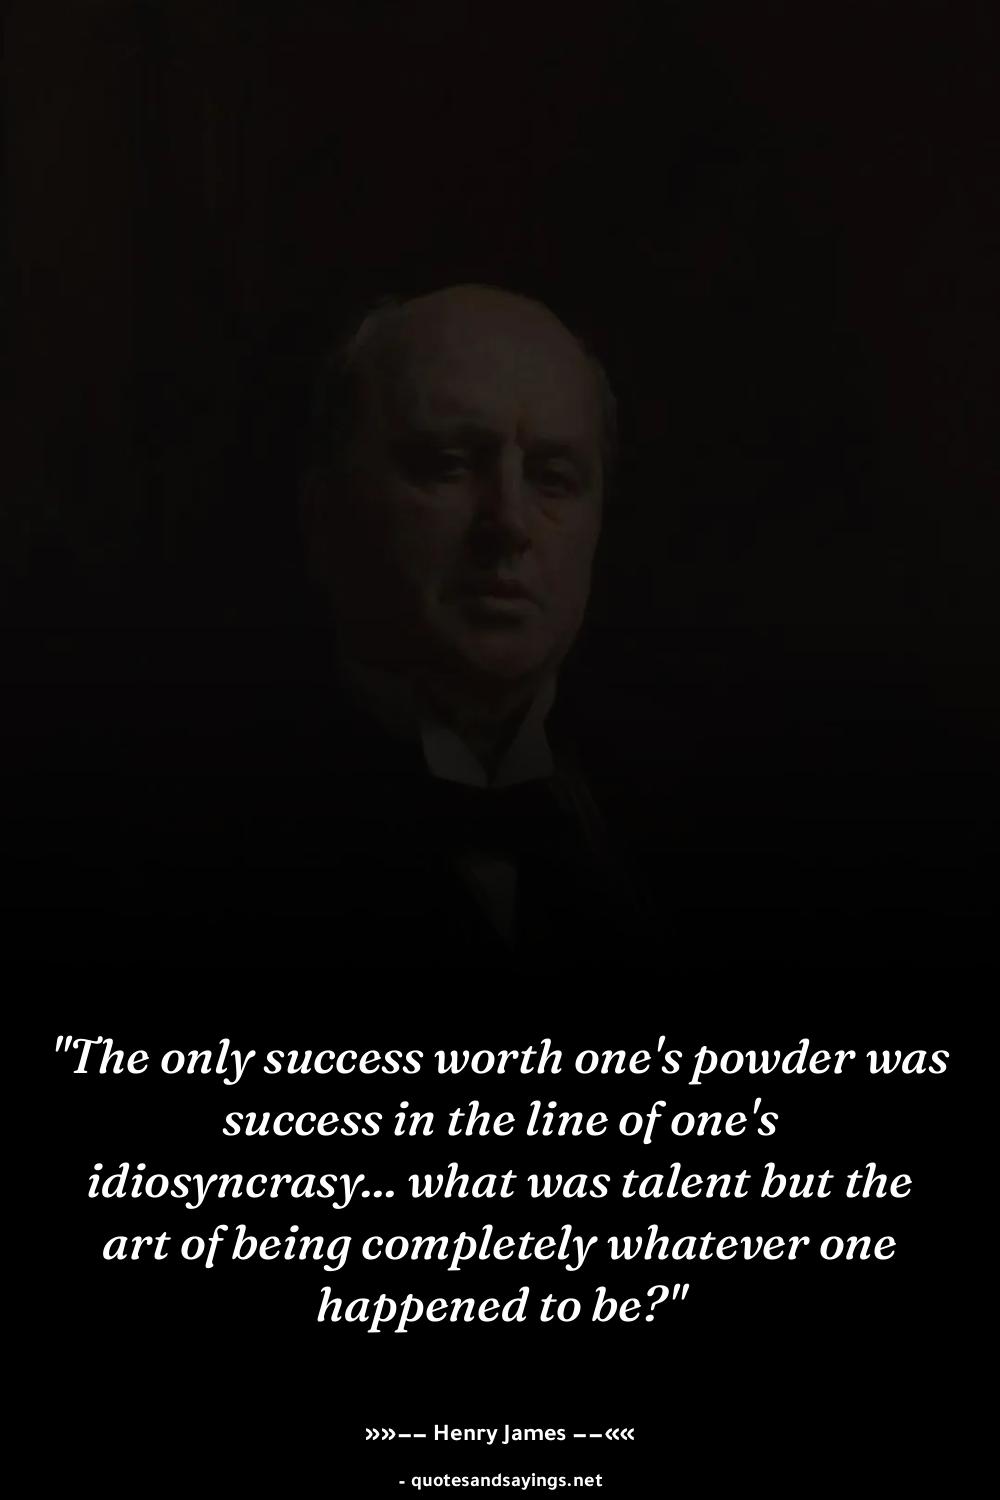 "The only success worth one's powder was
success in the line of one's
idiosyncrasy... what was talent but the
art of being completely whatever one
happened to be?"
»»−− Henry James −−««
- quotesandsayings.net